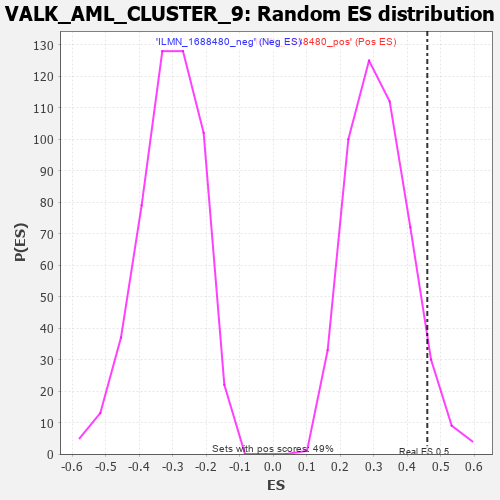 VALK_AML_CLUSTER_9: Random ES distribution
'ILMN_1688480_neg' (Neg ES) 8480_pos' (Pos ES)
P(ES)
130
120
110
100
90
80
70
60
50
40
30
20
10
0
Sets with pos scores: 49%
Real ES 0.5
-0.6 -0.5 -0.4 -0.3 -0.2 -0.1 0.0 0.1 0.2 0.3 0.4 0.5 0.6
ES